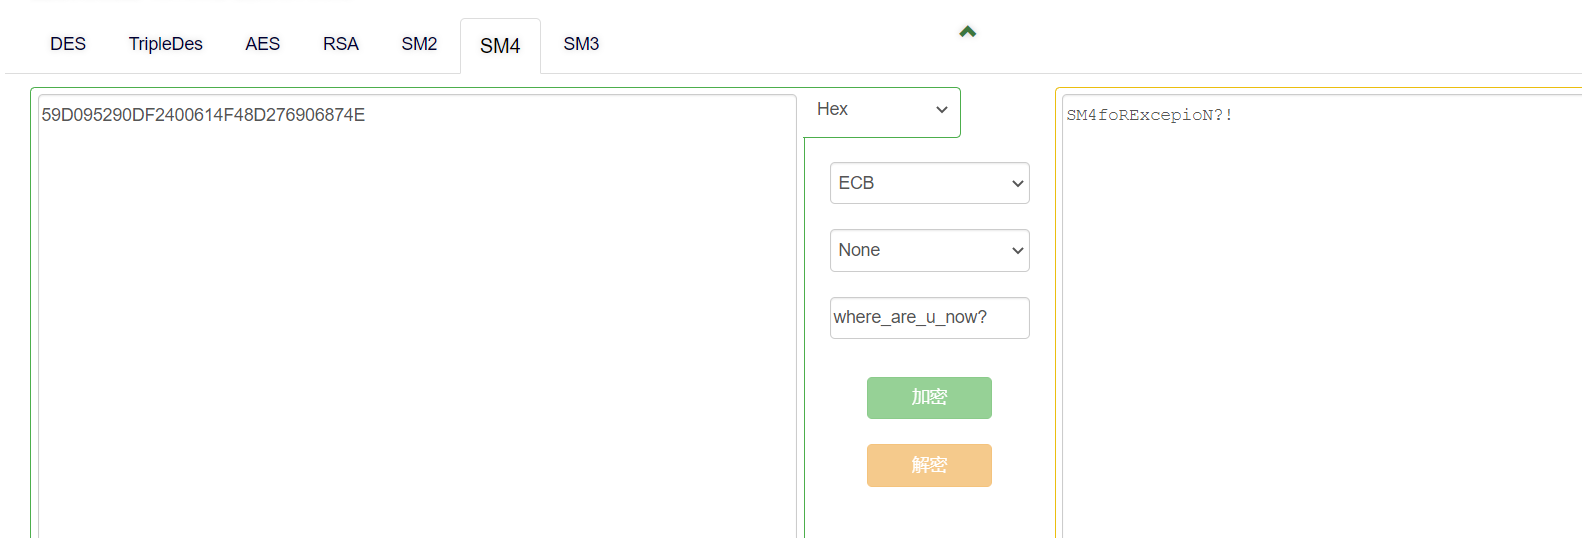 DES TripleDes AES RSA SM2 SM4 SM3
59D095290DF2400614F48D276906874E
Hex
SM4foRExcepioN?!
ECB
None
where_are_u_now?
加密
解密